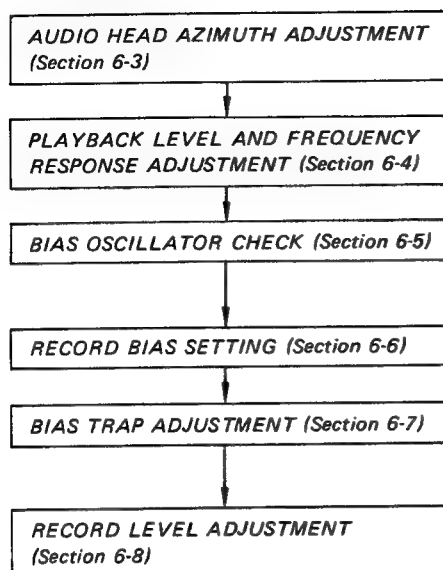 AUDIO HEAD AZIMUTH ADJUSTMENT
(Section 6-3)
PLAYBACK LEVEL AND FREQUENCY
RESPONSE ADJUSTMENT (Section 6-4)
BIAS OSCILLATOR CHECK (Section 6-5)
RECORD BIAS SETTING (Section 6-6)
BIAS TRAP ADJUSTMENT (Section 6-7)
RECORD LEVEL ADJUSTMENT
(Section 6-8)